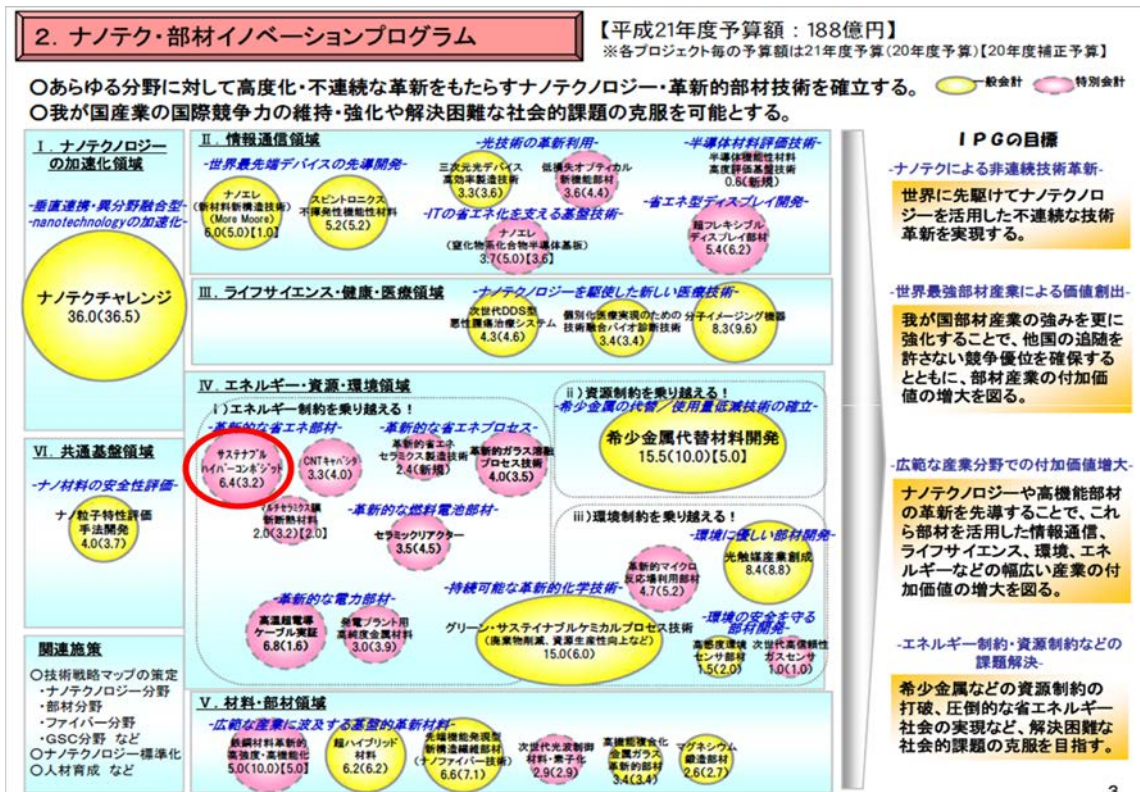 2. ナノテク・部材イノベーションプログラム
【平成21年度予算額:188億円】
※各プロジェクト毎の予算額は21年度予算(20年度予算)【20年度補正予算】
○あらゆる分野に対して高度化・不連続な革新をもたらすナノテクノロジー・革新的部材技術を確立する。
一般会計
特別会計
○我が国産業の国際競争力の維持・強化や解決困難な社会的課題の克服を可能とする。
Ⅰ.ナノテクノロジー
の加速化領域
-垂直連携・異分野融合型-
-nanotechnologyの加速化-
ナノテクチャレンジ
36.0(36.5)
Ⅱ.情報通信領域
-世界最先端デバイスの先導開発-
ナノエレ
(新材料新構造技術)
(More Moore)
6.0(5.0)[1.0]
スピントロニクス
不揮発性機能性材料
5.2(5.2)
-光技術の革新利用-
三次元光デバイス
高効率製造技術
3.3(3.6)
低損失オプティカル
新機能部材
3.6(4.4)
-ITの省エネ化を支える基盤技術-
ナノエレ
(窒化物系化合物半導体基板)
3.7(5.0)【3.6】
-半導体材料評価技術-
半導体機能性材料
高度評価基盤技術
0.6(新規)
-省エネ型ディスプレイ開発-
超フレキシブル
ディスプレイ部材
5.4(6.2)
Ⅲ.ライフサイエンス・健康・医療領域
-ナノテクノロジーを駆使した新しい医療技術-
次世代DDS型
悪性腫瘍治療システム
4.3(4.6)
個別化医療実現のための
技術融合バイオ診断技術
3.4(3.4)
分子イメージング機器
8.3(9.6)
Ⅳ.エネルギー・資源・環境領域
ⅰ)エネルギー制約を乗り越える!
-革新的な省エネ部材-
サステナブル
ハイパーコンポジット
6.4(3.2)
CNTキャパシタ
3.3(4.0)
マルチセラミクス膜
新断熱材料
2.0(3.2)【2.0】
-革新的な省エネプロセス-
革新的省エネ
セラミクス製造技術
2.4(新規)
革新的ガラス溶融
プロセス技術
4.0(3.5)
-革新的な燃料電池部材-
セラミックリアクター
3.5(4.5)
-革新的な電力部材-
高温超電導
ケーブル実証
6.8(1.6)
発電プラント用
高純度金属材料
3.0(3.9)
ⅱ)資源制約を乗り越える!
-希少金属の代替/使用量低減技術の確立-
希少金属代替材料開発
15.5(10.0)【5.0】
ⅲ)環境制約を乗り越える!
-環境に優しい部材開発-
光触媒産業創成
8.4(8.8)
革新的マイクロ
反応場利用部材
4.7(5.2)
-持続可能な革新的化学技術-
グリーン・サステイナブルケミカルプロセス技術
(廃棄物削減、資源生産性向上など)
15.0(6.0)
-環境の安全を守る
部材開発-
高感度環境
センサ部材
1.5(2.0)
次世代高信頼性
ガスセンサ
1.0(1.0)
Ⅵ.共通基盤領域
-ナノ材料の安全性評価-
ナノ粒子特性評価
手法開発
4.0(3.7)
関連施策
○技術戦略マップの策定
・ナノテクノロジー分野
・部材分野
・ファイバー分野
・GSC分野 など
○ナノテクノロジー標準化
○人材育成 など
Ⅴ.材料・部材領域
-広範な産業に波及する基盤的革新材料-
鉄鋼材料革新的
高強度・高機能化
5.0(10.0)【5.0】
超ハイブリッド
材料
6.2(6.2)
先端機能発現型
新構造繊維部材
(ナノファイバー技術)
6.6(7.1)
次世代光波制御
材料・素子化
2.9(2.9)
高機能複合化
金属ガラス
革新的部材
3.4(3.4)
マグネシウム
鍛造部材
2.6(2.7)
IPGの目標
-ナノテクによる非連続技術革新-
世界に先駆けてナノテクノロ
ジーを活用した不連続な技術
革新を実現する。
-世界最強部材産業による価値創出-
我が国部材産業の強みを更に
強化することで、他国の追随を
許さない競争優位を確保する
とともに、部材産業の付加価
値の増大を図る。
-広範な産業分野での付加価値増大-
ナノテクノロジーや高機能部材
の革新を先導することで、これ
ら部材を活用した情報通信、
ライフサイエンス、環境、エネ
ルギーなどの幅広い産業の付
加価値の増大を図る。
-エネルギー制約・資源制約などの
課題解決-
希少金属などの資源制約の
打破、圧倒的な省エネルギー
社会の実現など、解決困難な
社会的課題の克服を目指す。
3